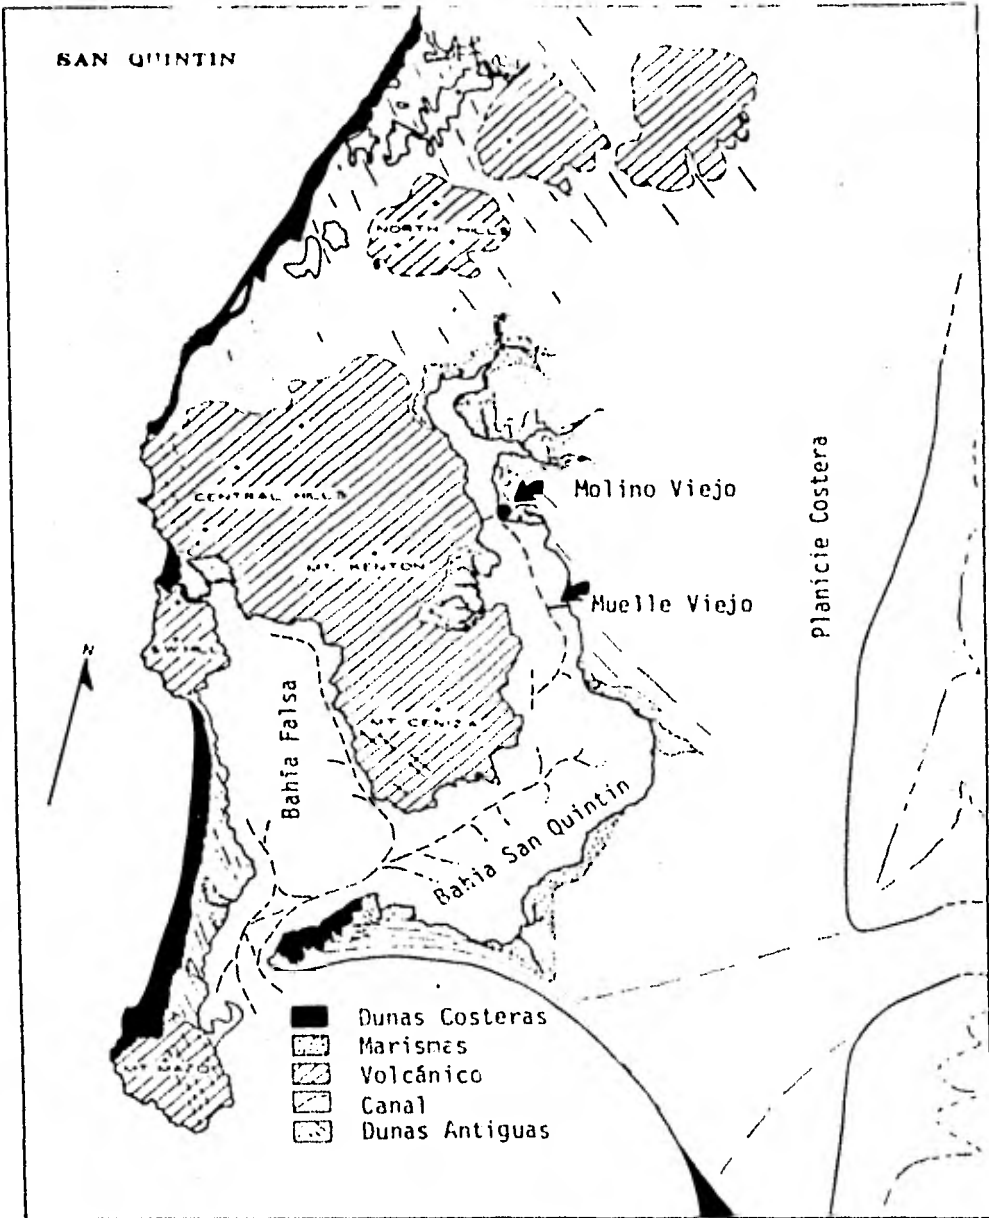 SAN QUINTIN
NORTH HILLS
CENTRAL HILLS
MT. KENTON
Molino Viejo
Muelle Viejo
Planicie Costera
N
MT CENIZA
Bahia Falsa
Bahia San Quintin
Dunas Costeras
Marismas
Volcánico
Canal
Dunas Antiguas